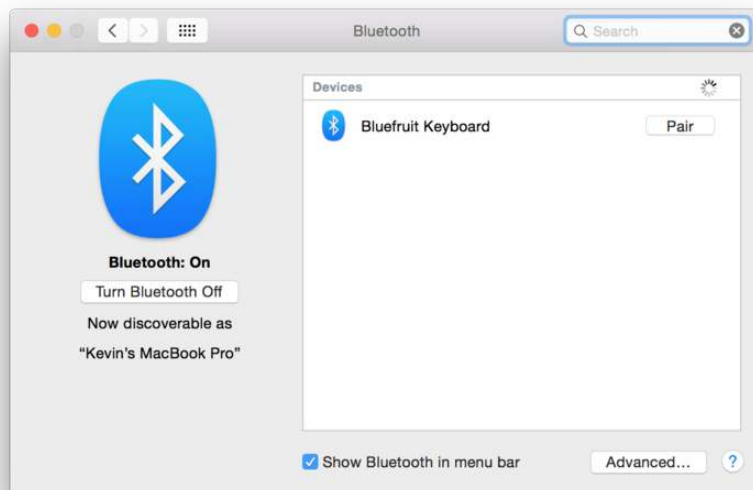 Bluetooth
Search
Devices
Bluefruit Keyboard
Pair
Bluetooth: On
Turn Bluetooth Off
Now discoverable as
“Kevin’s MacBook Pro”
Show Bluetooth in menu bar
Advanced...
?